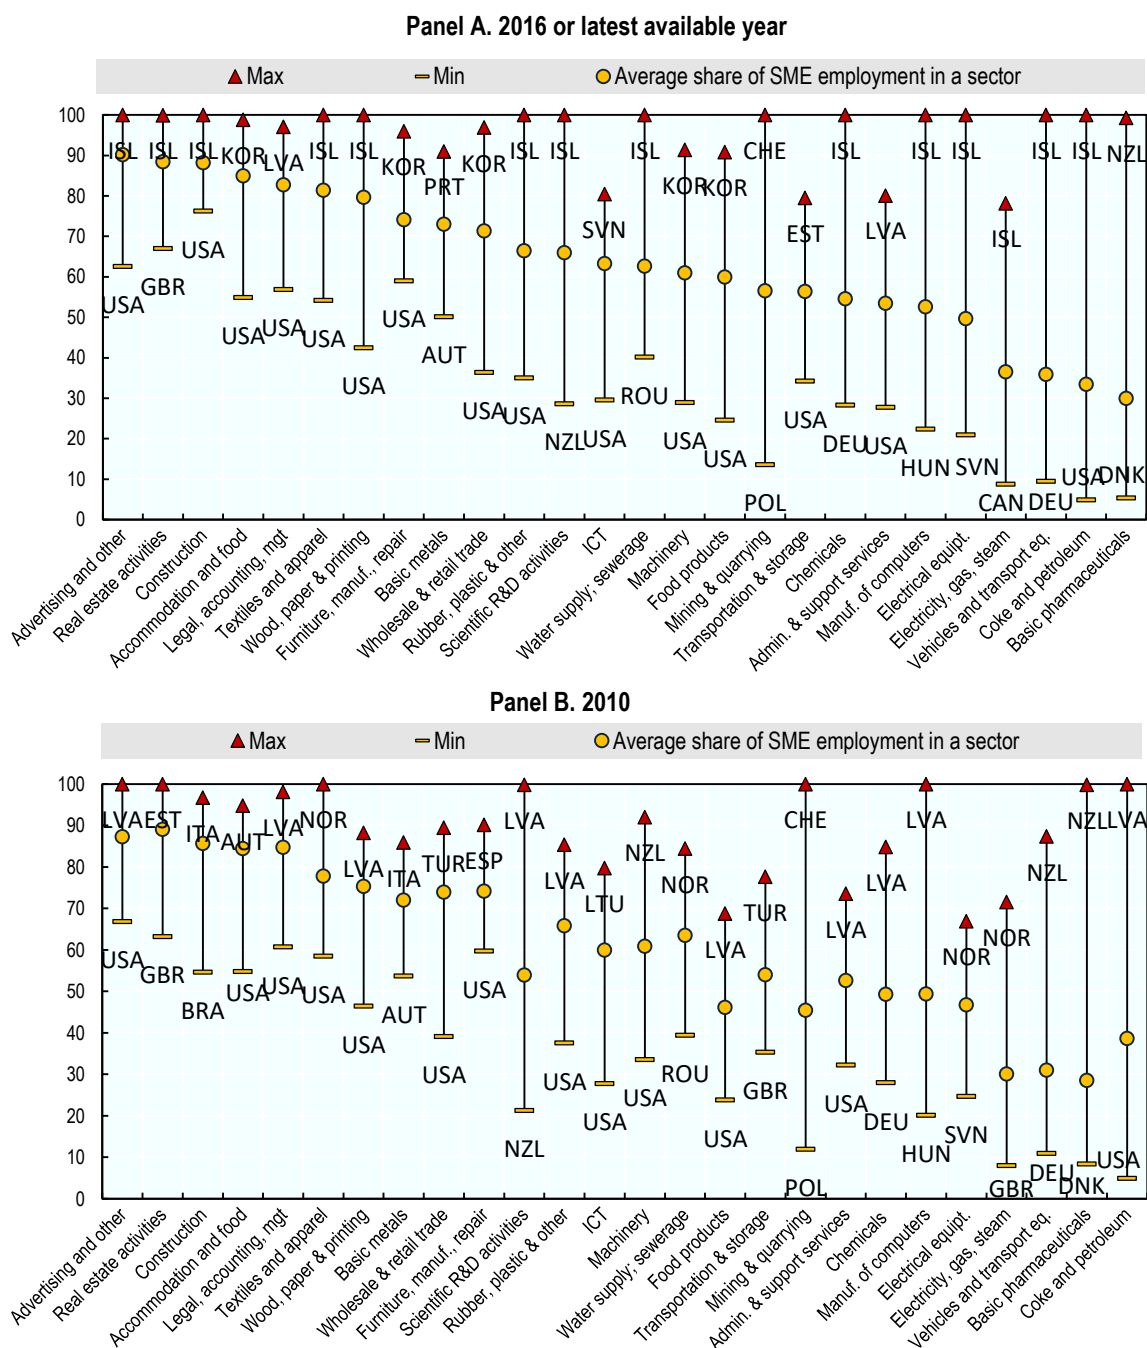 Panel A. 2016 or latest available year
Max Min Average share of SME employment in a sector
100
90
80
70
60
50
40
30
20
10
0
ISL ISL ISL KOR LVA ISL ISL KOR PRT KOR ISL ISL SVN ISL KOR KOR CHE EST ISL LVA ISL ISL ISL ISL ISL NZL
USA GBR USA USA USA USA USA USA AUT USA USA NZL USA ROU USA USA POL USA DEU USA HUN SVN CAN DEU USA DNK
Advertising and other
Real estate activities
Construction
Accommodation and food
Legal, accounting, mgt
Textiles and apparel
Wood, paper & printing
Furniture, manuf., repair
Basic metals
Wholesale & retail trade
Rubber, plastic & other
Scientific R&D activities
ICT
Water supply; sewerage
Machinery
Food products
Mining & quarrying
Transportation & storage
Chemicals
Admin. & support services
Manuf. of computers
Electrical equipt.
Electricity, gas, steam
Vehicles and transport eq.
Coke and petroleum
Basic pharmaceuticals
Panel B. 2010
Max Min Average share of SME employment in a sector
100
90
80
70
60
50
40
30
20
10
0
LVA EST ITA AUT LVA NOR LVA ITA TUR ESP LVA LVA LTU NZL NOR LVA TUR CHE LVA LVA LVA NOR NOR NZL NZL LVA
USA GBR BRA USA USA USA USA AUT USA USA NZL USA USA USA ROU USA GBR POL USA DEU HUN SVN GBR DEU DNK USA
Advertising and other
Real estate activities
Construction
Accommodation and food
Legal, accounting, mgt
Textiles and apparel
Wood, paper & printing
Basic metals
Wholesale & retail trade
Furniture, manuf., repair
Scientific R&D activities
Rubber, plastic & other
ICT
Machinery
Water supply; sewerage
Food products
Transportation & storage
Mining & quarrying
Admin. & support services
Chemicals
Manuf. of computers
Electrical equipt.
Electricity, gas, steam
Vehicles and transport eq.
Basic pharmaceuticals
Coke and petroleum